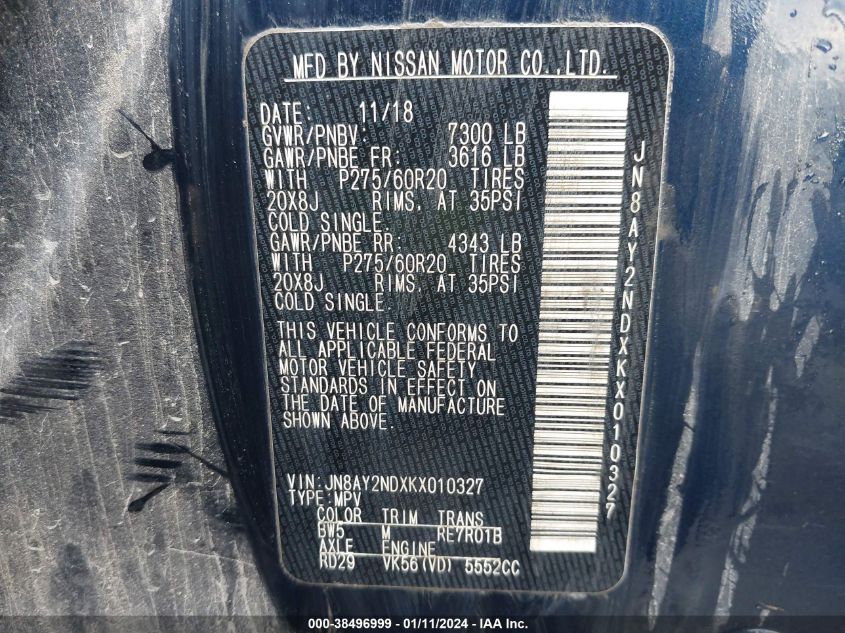 MFD BY NISSAN MOTOR CO.,LTD.
DATE: 11/18
GVWR/PNBV: 7300 LB
GAWR/PNBE FR: 3616 LB
WITH P275/60R20 TIRES
20X8J RIMS, AT 35PSI
COLD SINGLE.
GAWR/PNBE RR: 4343 LB
WITH P275/60R20 TIRES
20X8J RIMS, AT 35PSI
COLD SINGLE.
THIS VEHICLE CONFORMS TO
ALL APPLICABLE FEDERAL
MOTOR VEHICLE SAFETY
STANDARDS IN EFFECT ON
THE DATE OF MANUFACTURE
SHOWN ABOVE.
VIN: JN8AY2NDXKX010327
TYPE: MPV
COLOR TRIM TRANS
BW5 M RE7R01B
AXLE ENGINE
RD29 VK56(VD) 5552CC
JN8AY2NDXKX010327
000-38496999 - 01/11/2024 - IAA Inc.